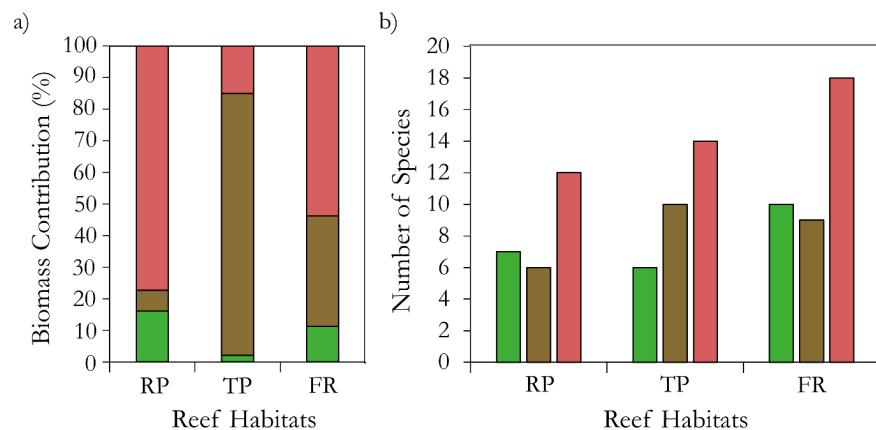 a)
Biomass Contribution (%)
100
90
80
70
60
50
40
30
20
10
0
RP TP FR
Reef Habitats
b)
Number of Species
20
18
16
14
12
10
8
6
4
2
0
RP TP FR
Reef Habitats